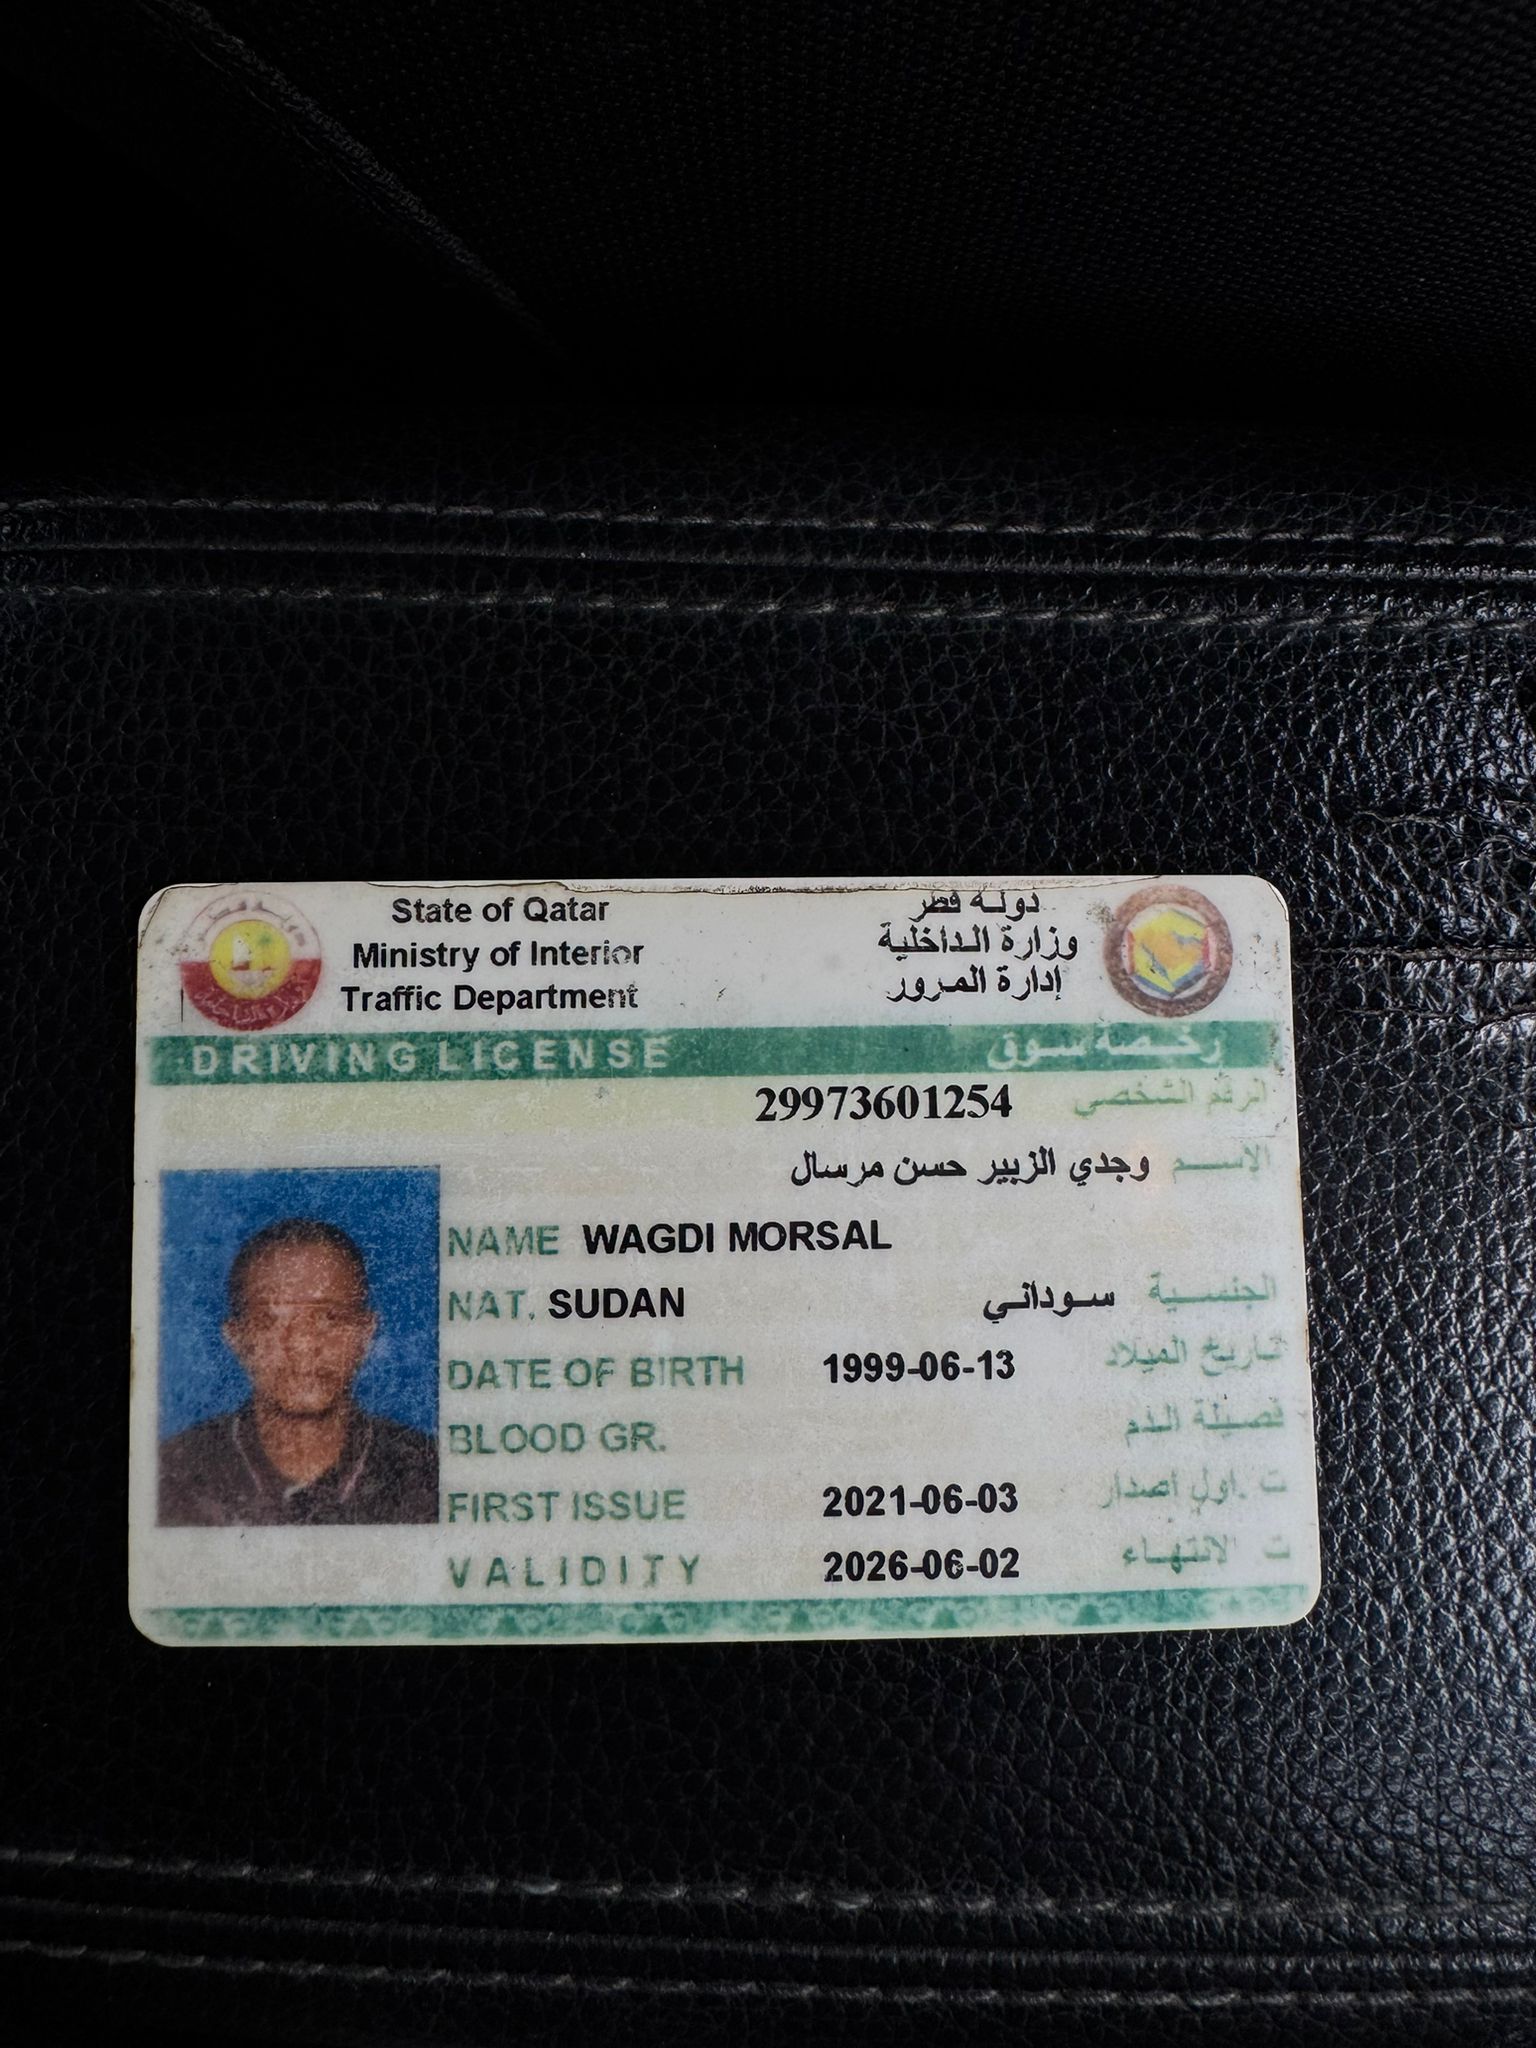 State of Qatar
دولة قطر
Ministry of Interior
وزارة الداخلية
Traffic Department
إدارة المرور
DRIVING LICENSE رخصة سوق
29973601254 الرقم الشخصي
الاسم وجدي الزبير حسن مرسال
NAME WAGDI MORSAL
NAT. SUDAN الجنسية سوداني
DATE OF BIRTH 1999-06-13 تاريخ الميلاد
BLOOD GR. فصيلة الدم
FIRST ISSUE 2021-06-03 ت .اول اصدار
VALIDITY 2026-06-02 ت الانتهاء